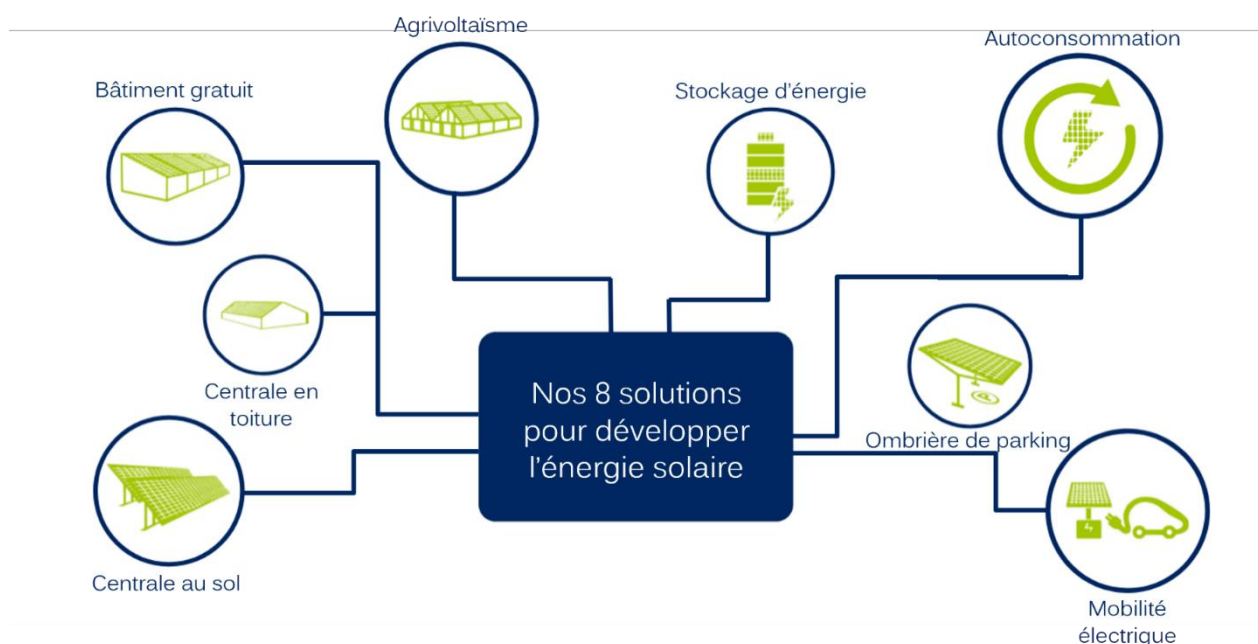 Agrivoltaïsme
Autoconsommation
Bâtiment gratuit
Stockage d'énergie
Centrale en
toiture
Nos 8 solutions
pour développer
l'énergie solaire
Ombrière de parking
Centrale au sol
Mobilité
électrique